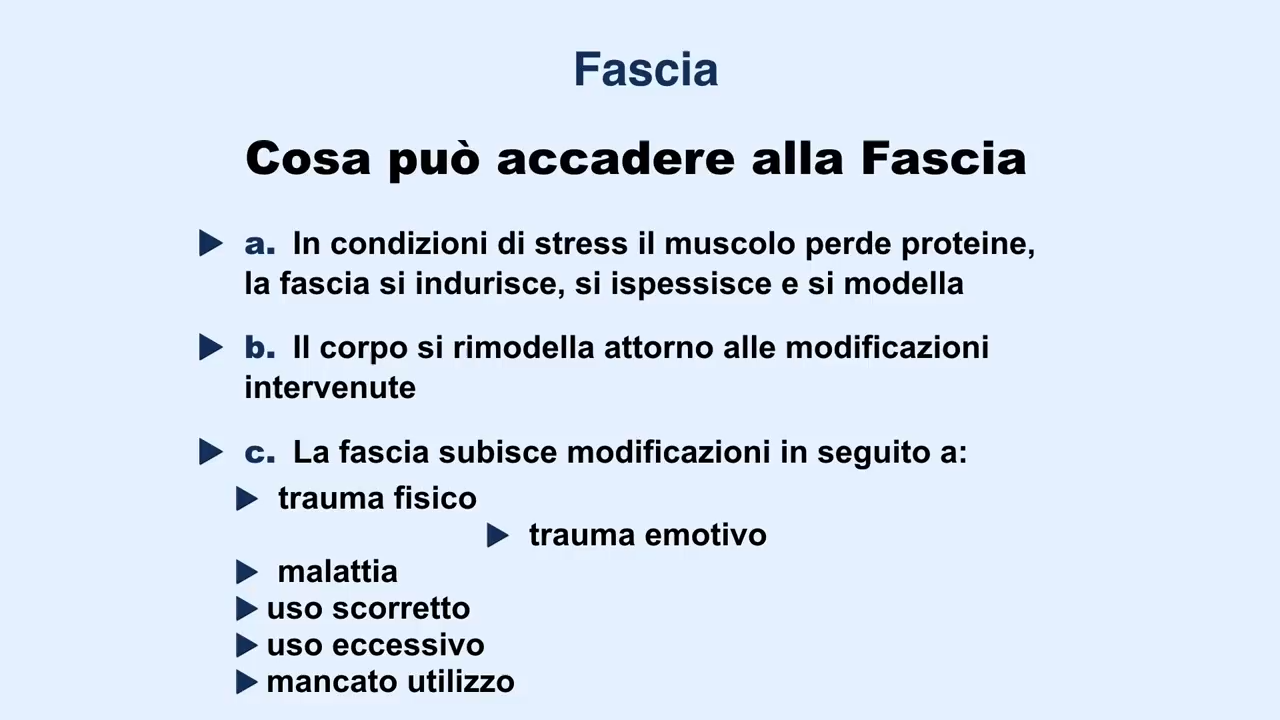 Fascia
Cosa può accadere alla Fascia
a. In condizioni di stress il muscolo perde proteine,
la fascia si indurisce, si ispessisce e si modella
b. Il corpo si rimodella attorno alle modificazioni
intervenute
c. La fascia subisce modificazioni in seguito a:
trauma fisico
trauma emotivo
malattia
uso scorretto
uso eccessivo
mancato utilizzo